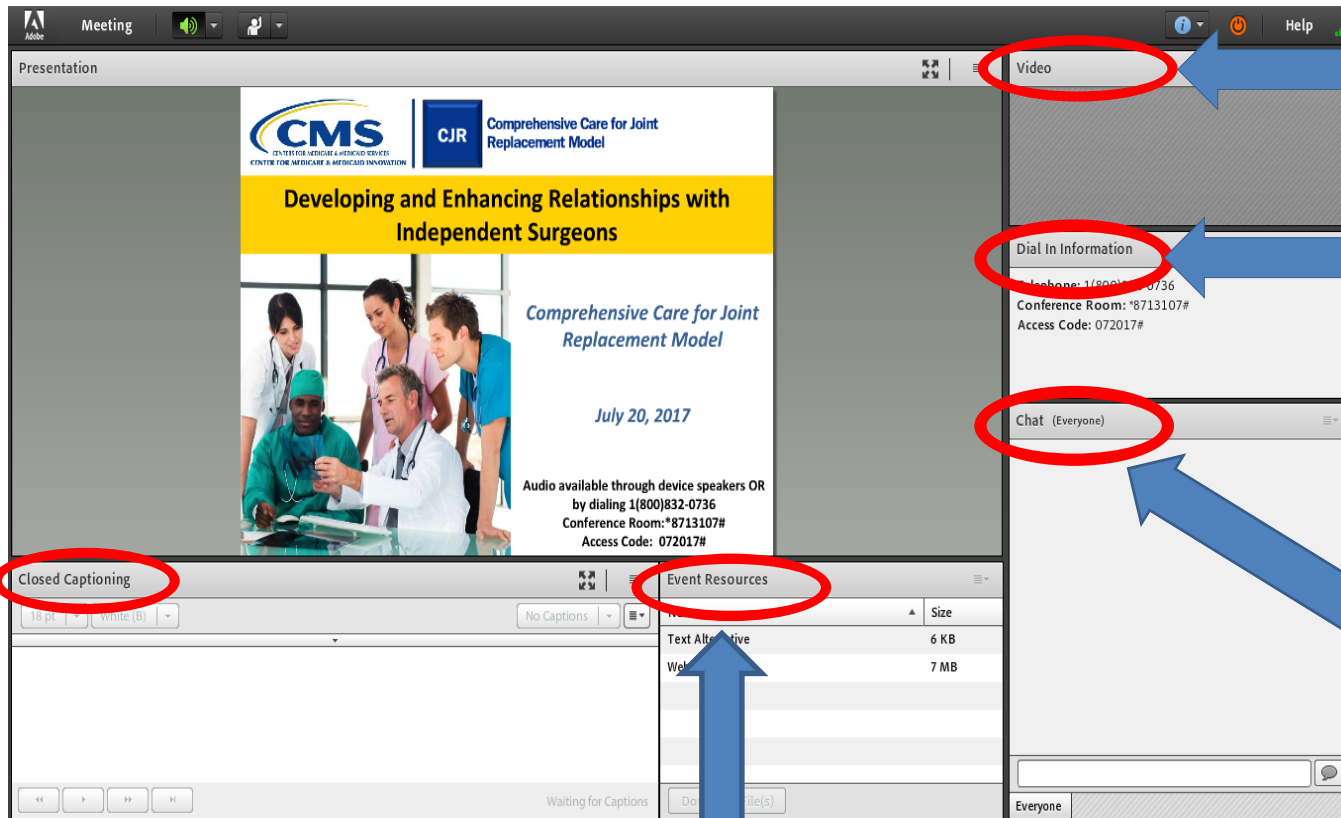 Adobe
Meeting
Help
Presentation
CMS
CENTERS FOR MEDICARE & MEDICAID SERVICES
CENTER FOR MEDICARE & MEDICAID INNOVATION
CJR
Comprehensive Care for Joint
Replacement Model
Developing and Enhancing Relationships with
Independent Surgeons
Comprehensive Care for Joint
Replacement Model
July 20, 2017
Audio available through device speakers OR
by dialing 1(800)832-0736
Conference Room:*8713107#
Access Code: 072017#
Video
Dial In Information
Telephone:
Conference Room: *8713107#
Access Code: 072017#
Chat (Everyone)
Closed Captioning
18 pt
White (B)
No Captions
Waiting for Captions
Event Resources
Size
Text Alternative
6 KB
7 MB
File(s)
Everyone